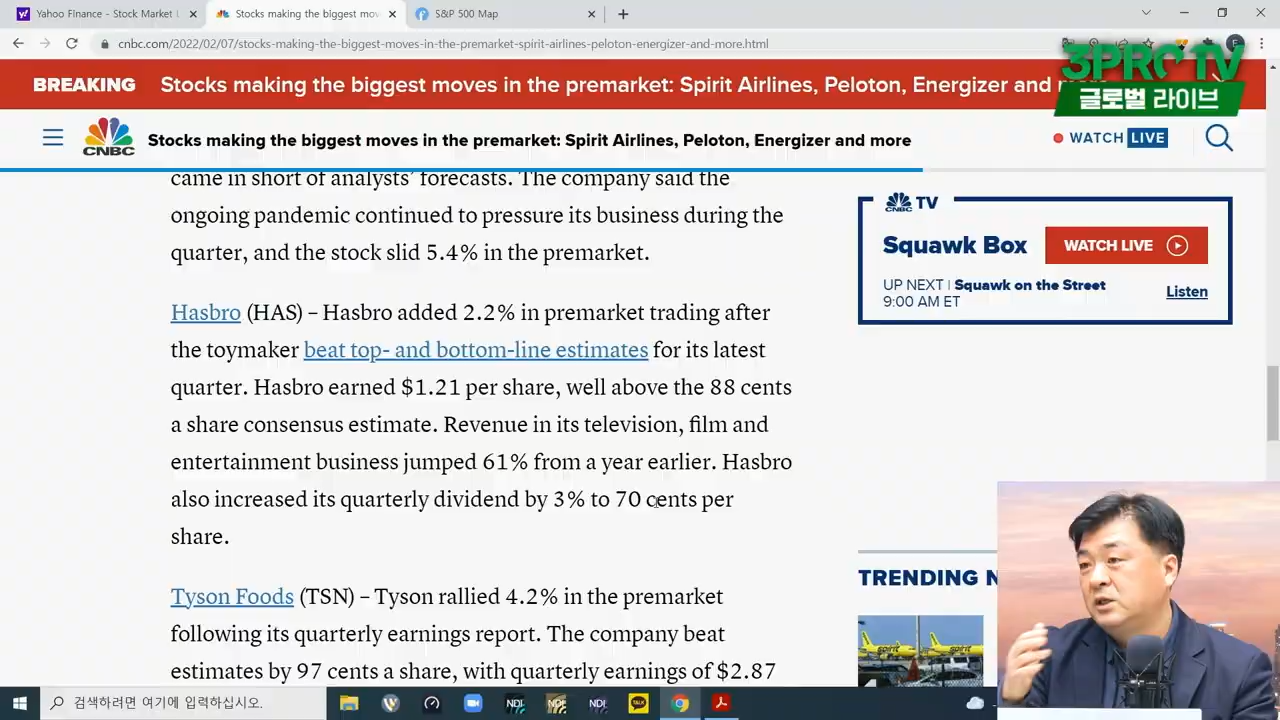 Yahoo Finance - Stock Market L
Stocks making the biggest mov
S&P 500 Map
cnbc.com/2022/02/07/stocks-making-the-biggest-moves-in-the-premarket-spirit-airlines-peloton-energizer-and-more.html
3PRO TV
글로벌 라이브
BREAKING
Stocks making the biggest moves in the premarket: Spirit Airlines, Peloton, Energizer and
CNBC
Stocks making the biggest moves in the premarket: Spirit Airlines, Peloton, Energizer and more
WATCH LIVE
came in short of analysts’ forecasts. The company said the
ongoing pandemic continued to pressure its business during the
quarter, and the stock slid 5.4% in the premarket.
Hasbro (HAS) – Hasbro added 2.2% in premarket trading after
the toymaker beat top- and bottom-line estimates for its latest
quarter. Hasbro earned $1.21 per share, well above the 88 cents
a share consensus estimate. Revenue in its television, film and
entertainment business jumped 61% from a year earlier. Hasbro
also increased its quarterly dividend by 3% to 70 cents per
share.
Tyson Foods (TSN) – Tyson rallied 4.2% in the premarket
following its quarterly earnings report. The company beat
estimates by 97 cents a share, with quarterly earnings of $2.87
CNBC TV
Squawk Box
WATCH LIVE
UP NEXT | Squawk on the Street
9:00 AM ET
Listen
TRENDING N
spirit
검색하려면 여기에 입력하십시오.
NDI
NDI
NDI
TALK